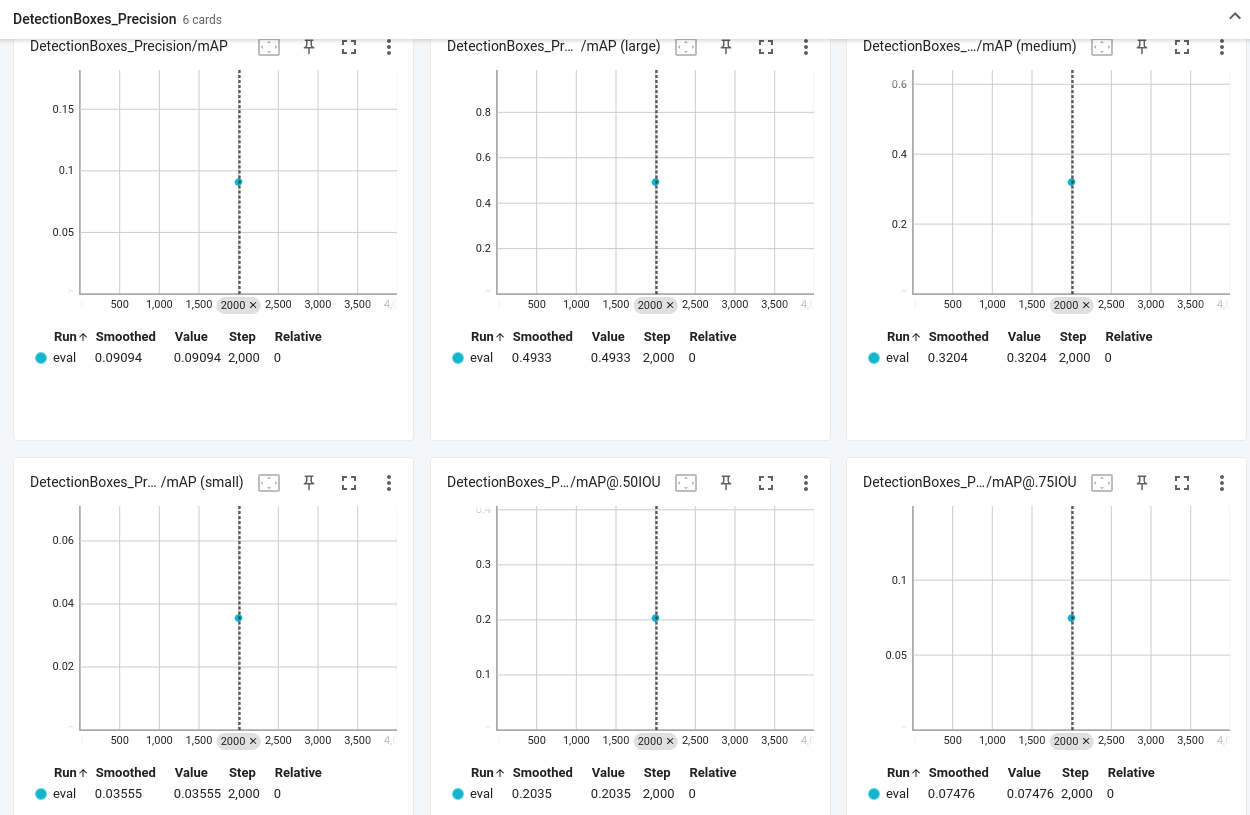 DetectionBoxes_Precision 6 cards
DetectionBoxes_Precision/mAP
0.15
0.1
0.05
500 1,000 1,500 2000 ✕ 2,500 3,000 3,500 4,0
Run↑ Smoothed Value Step Relative
eval 0.09094 0.09094 2,000 0
DetectionBoxes_Pr… /mAP (large)
0.8
0.6
0.4
0.2
500 1,000 1,500 2000 ✕ 2,500 3,000 3,500 4,
Run↑ Smoothed Value Step Relative
eval 0.4933 0.4933 2,000 0
DetectionBoxes_…/mAP (medium)
0.6
0.4
0.2
500 1,000 1,500 2000 ✕ 2,500 3,000 3,500 4,
Run↑ Smoothed Value Step Relative
eval 0.3204 0.3204 2,000 0
DetectionBoxes_Pr… /mAP (small)
0.06
0.04
0.02
500 1,000 1,500 2000 ✕ 2,500 3,000 3,500 4,0
Run↑ Smoothed Value Step Relative
eval 0.03555 0.03555 2,000 0
DetectionBoxes_P…/mAP@.50IOU
0.4
0.3
0.2
0.1
500 1,000 1,500 2000 ✕ 2,500 3,000 3,500 4,
Run↑ Smoothed Value Step Relative
eval 0.2035 0.2035 2,000 0
DetectionBoxes_P…/mAP@.75IOU
0.1
0.05
500 1,000 1,500 2000 ✕ 2,500 3,000 3,500 4,
Run↑ Smoothed Value Step Relative
eval 0.07476 0.07476 2,000 0